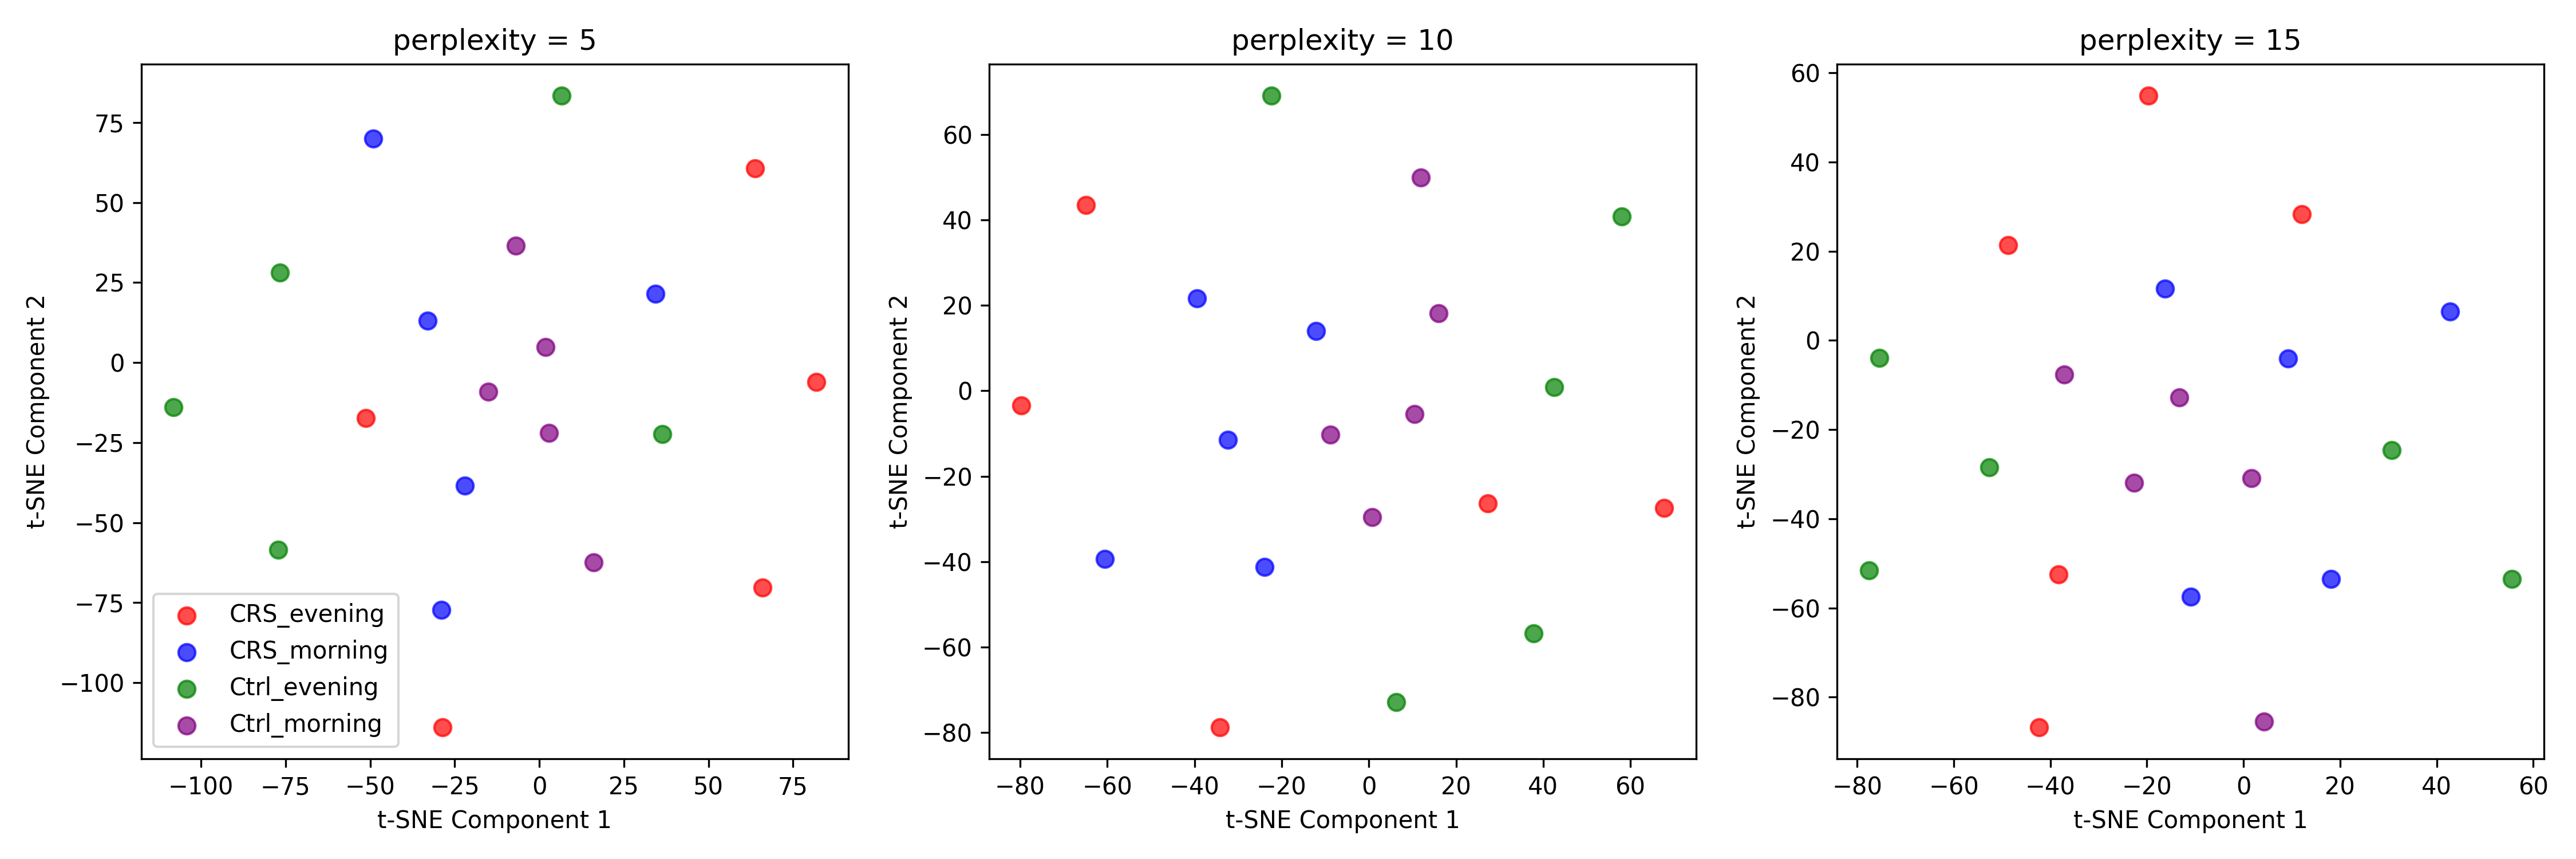 perplexity = 5
75
50
25
0
−25
−50
−75
−100
t-SNE Component 2
CRS_evening
CRS_morning
Ctrl_evening
Ctrl_morning
−100 −75 −50 −25 0 25 50 75
t-SNE Component 1
perplexity = 10
60
40
20
0
−20
−40
−60
−80
t-SNE Component 2
−80 −60 −40 −20 0 20 40 60
t-SNE Component 1
perplexity = 15
60
40
20
0
−20
−40
−60
−80
t-SNE Component 2
−80 −60 −40 −20 0 20 40 60
t-SNE Component 1